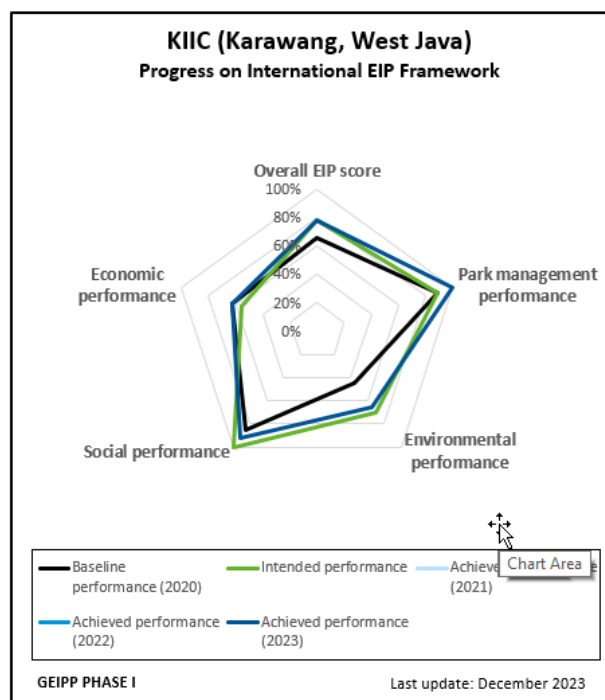 KIIC (Karawang, West Java)
Progress on International EIP Framework
Overall EIP score
100%
80%
60%
40%
20%
0%
Economic
performance
Park management
performance
Social performance
Environmental
performance
Baseline
performance (2020)
Intended performance
(2021)
Chart Area
Achieved performance
(2022)
Achieved performance
(2023)
GEIPP PHASE I
Last update: December 2023